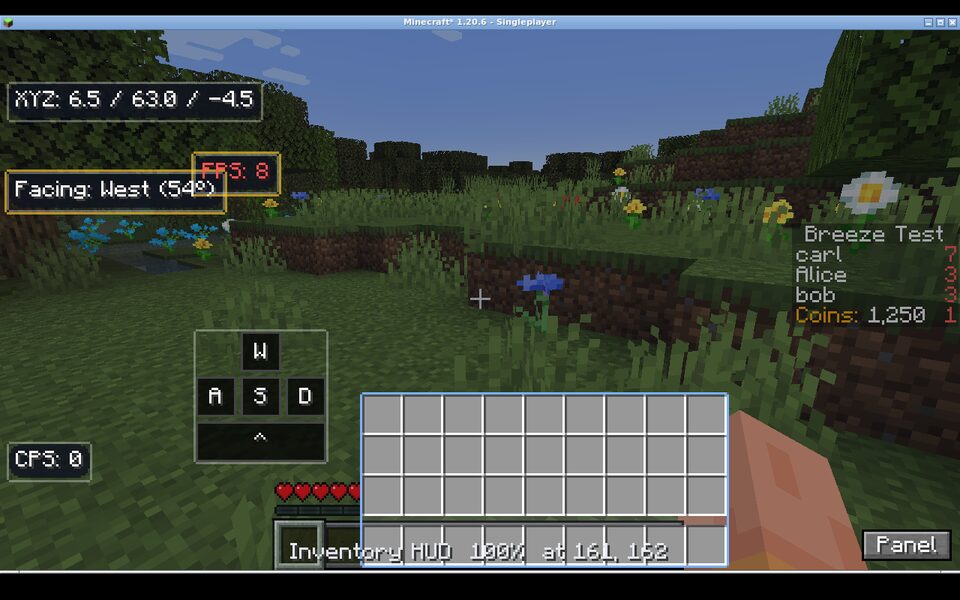 Minecraft* 1.20.6 - Singleplayer
XYZ: 6.5 / 63.0 / -4.5
FPS: 8
Facing: West (54º)
Breeze Test
carl 7
Alice 3
bob 3
Coins: 1,250 1
W
A S D
^
CPS: 0
Inventory HUD 100% at 161, 162
Panel